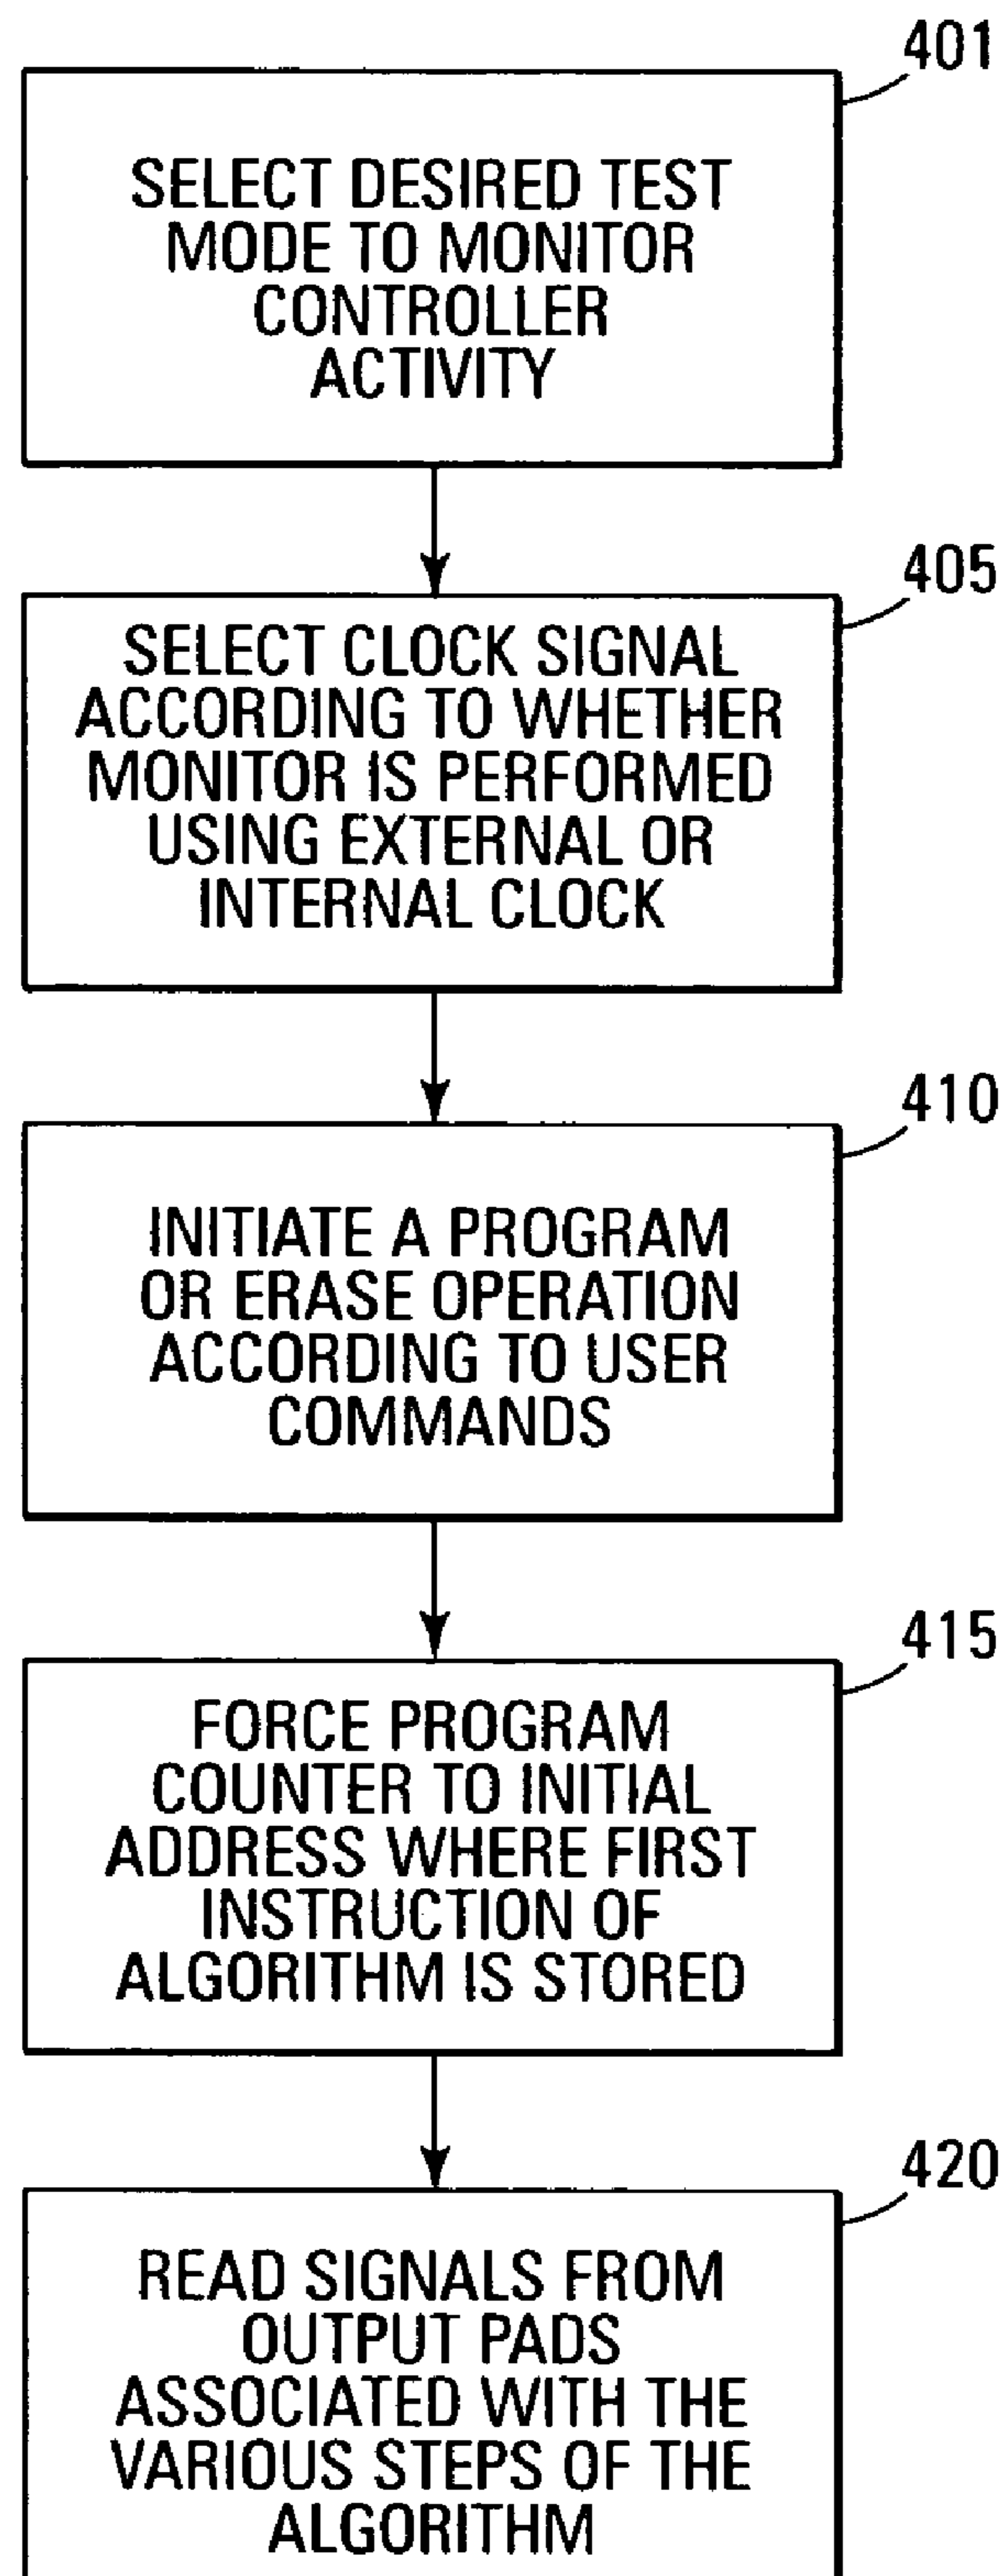 401
SELECT DESIRED TEST
MODE TO MONITOR
CONTROLLER
ACTIVITY
405
SELECT CLOCK SIGNAL
ACCORDING TO WHETHER
MONITOR IS PERFORMED
USING EXTERNAL OR
INTERNAL CLOCK
410
INITIATE A PROGRAM
OR ERASE OPERATION
ACCORDING TO USER
COMMANDS
415
FORCE PROGRAM
COUNTER TO INITIAL
ADDRESS WHERE FIRST
INSTRUCTION OF
ALGORITHM IS STORED
420
READ SIGNALS FROM
OUTPUT PADS
ASSOCIATED WITH THE
VARIOUS STEPS OF THE
ALGORITHM